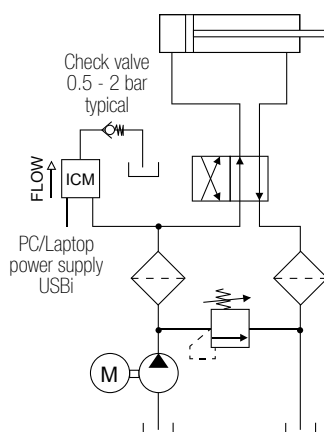 Check valve
0.5 - 2 bar
typical
FLOW
ICM
PC/Laptop
power supply
USBi
M